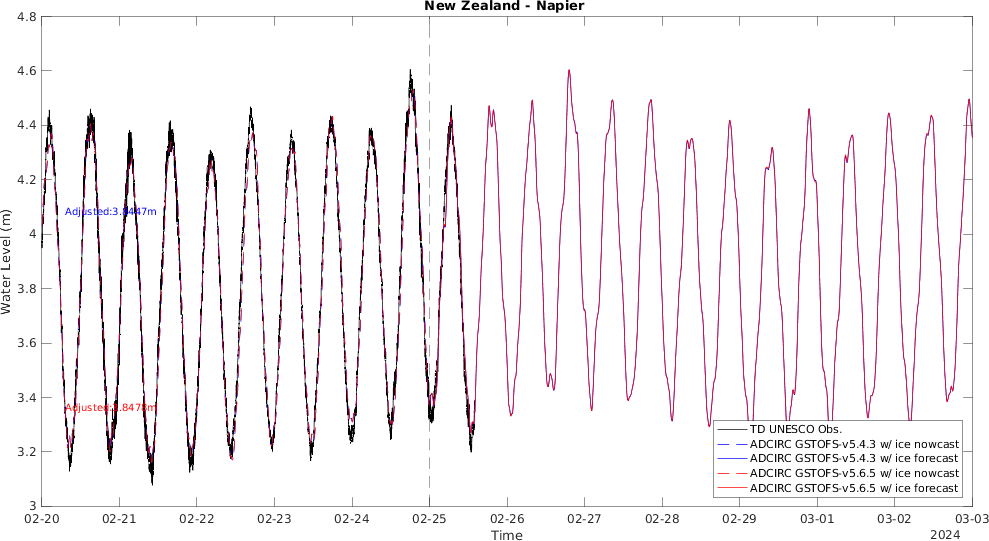 New Zealand - Napier
4.8
4.6
4.4
4.2
4
3.8
3.6
3.4
3.2
3
Water Level (m)
Adjusted:3.8447m
Adjusted:3.8478m
TD UNESCO Obs.
ADCIRC GSTOFS-v5.4.3 w/ ice nowcast
ADCIRC GSTOFS-v5.4.3 w/ ice forecast
ADCIRC GSTOFS-v5.6.5 w/ ice nowcast
ADCIRC GSTOFS-v5.6.5 w/ ice forecast
02-20 02-21 02-22 02-23 02-24 02-25 02-26 02-27 02-28 02-29 03-01 03-02 03-03
Time
2024